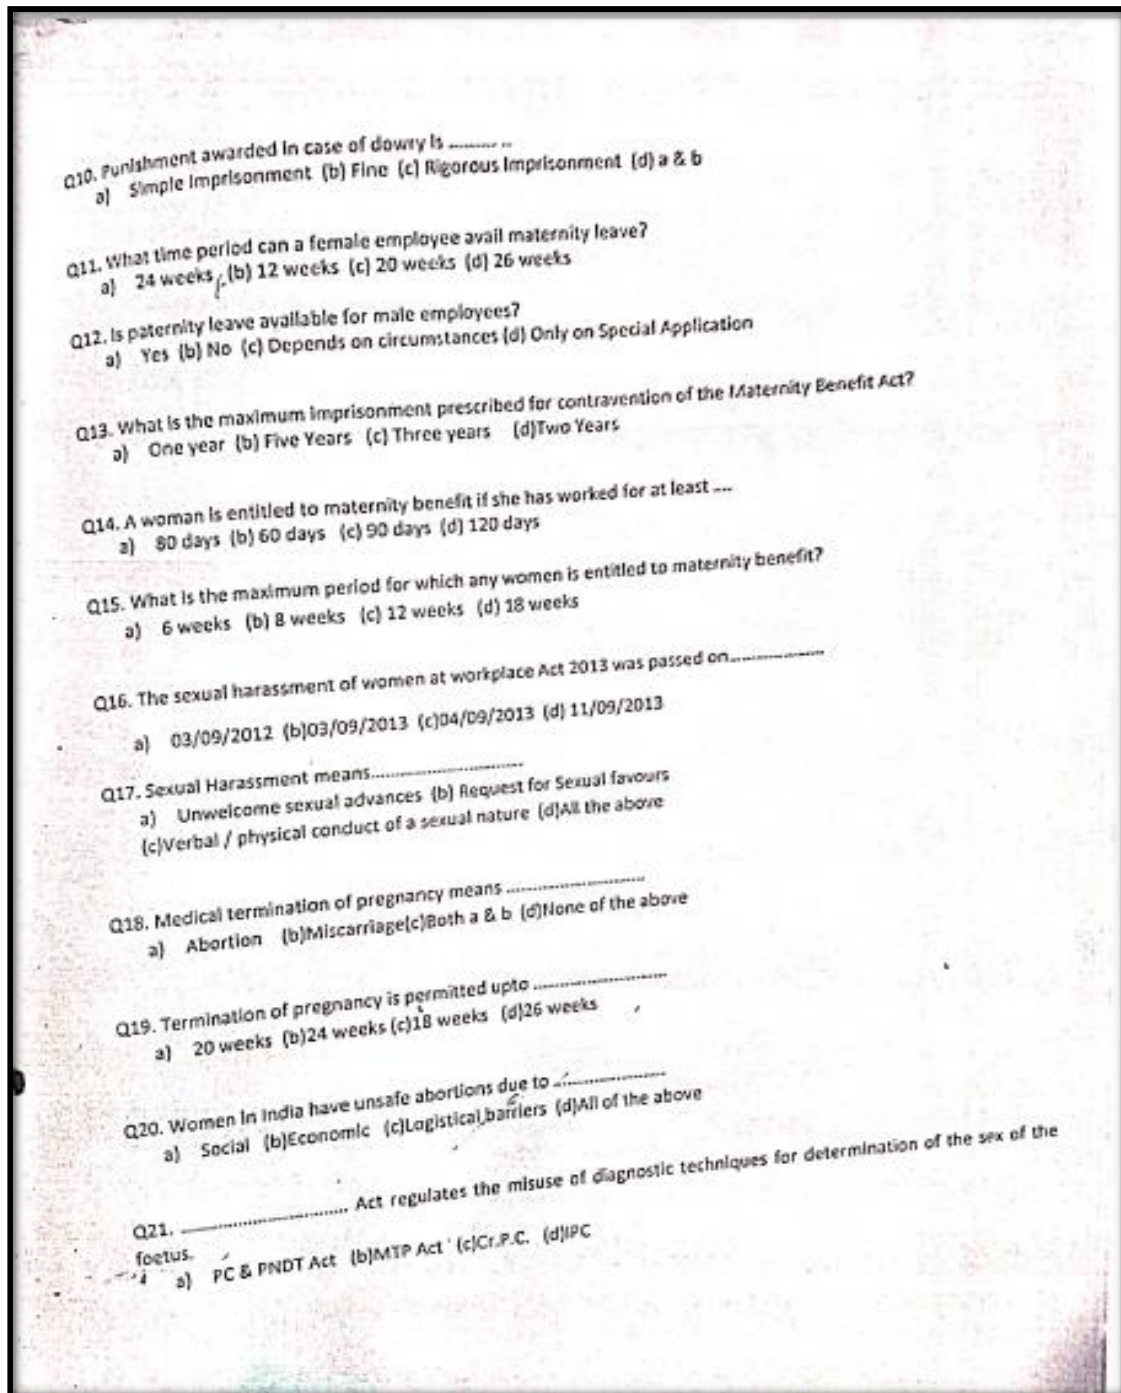 Q10. Punishment awarded in case of dowry is ............
a) Simple Imprisonment (b) Fine (c) Rigorous Imprisonment (d) a & b
Q11. What time period can a female employee avail maternity leave?
a) 24 weeks (b) 12 weeks (c) 20 weeks (d) 26 weeks
Q12. Is paternity leave available for male employees?
a) Yes (b) No (c) Depends on circumstances (d) Only on Special Application
Q13. What is the maximum imprisonment prescribed for contravention of the Maternity Benefit Act?
a) One year (b) Five Years (c) Three years (d)Two Years
Q14. A woman is entitled to maternity benefit if she has worked for at least ....
a) 80 days (b) 60 days (c) 90 days (d) 120 days
Q15. What is the maximum period for which any women is entitled to maternity benefit?
a) 6 weeks (b) 8 weeks (c) 12 weeks (d) 18 weeks
Q16. The sexual harassment of women at workplace Act 2013 was passed on.....................
a) 03/09/2012 (b)03/09/2013 (c)04/09/2013 (d) 11/09/2013
Q17. Sexual Harassment means.................................
a) Unwelcome sexual advances (b) Request for Sexual favours
(c)Verbal / physical conduct of a sexual nature (d)All the above
Q18. Medical termination of pregnancy means ..............................
a) Abortion (b)Miscarriage(c)Both a & b (d)None of the above
Q19. Termination of pregnancy is permitted upto .............................
a) 20 weeks (b)24 weeks (c)18 weeks (d)26 weeks
Q20. Women in India have unsafe abortions due to ........................
a) Social (b)Economic (c)Logistical barriers (d)All of the above
Q21. .................................... Act regulates the misuse of diagnostic techniques for determination of the sex of the
foetus.
a) PC & PNDT Act (b)MTP Act (c)Cr.P.C. (d)IPC